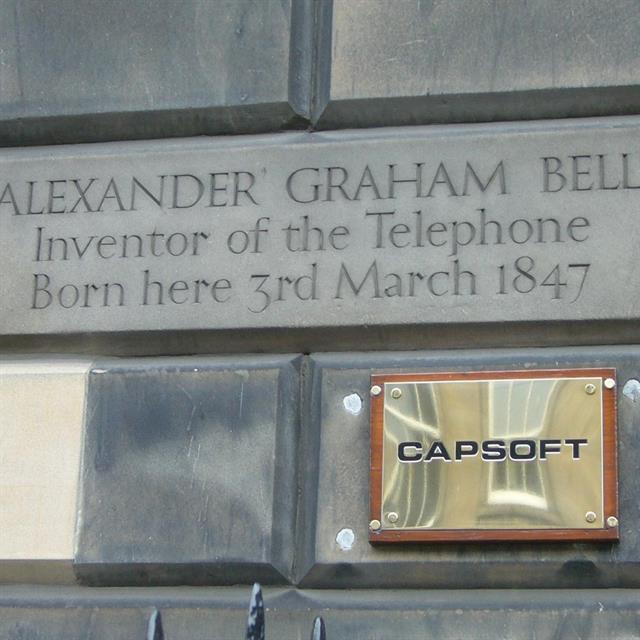 ALEXANDER GRAHAM BELL
Inventor of the Telephone
Born here 3rd March 1847
CAPSOFT